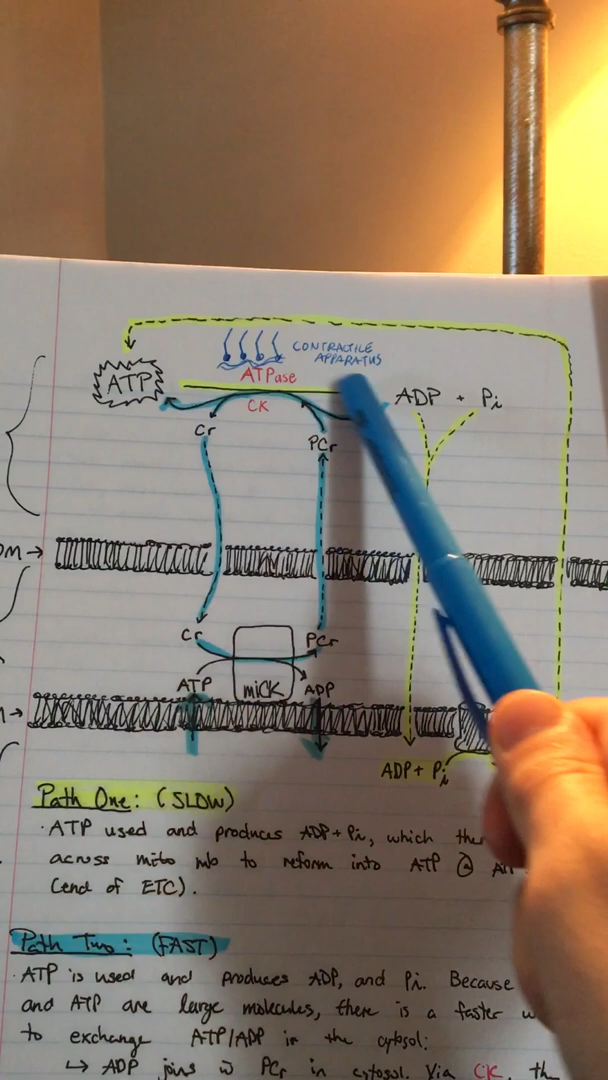 CONTRACTILE
APPARATUS
ATPase
ATP
ADP + Pi
CK
Cr
PCr
OM →
Cr
PCr
ATP
miCK
ADP
→
ADP + Pi
Path One: (SLOW)
· ATP used and produces ADP + Pi, which
across mito mb to reform into ATP @
(end of ETC).
Path Two: (FAST)
· ATP is used and produces ADP, and Pi. Because
and ATP are large molecules, there is a faster
to exchange ATP/ADP in the cytosol:
↳ ADP joins w PCr in cytosol. Via CK, the